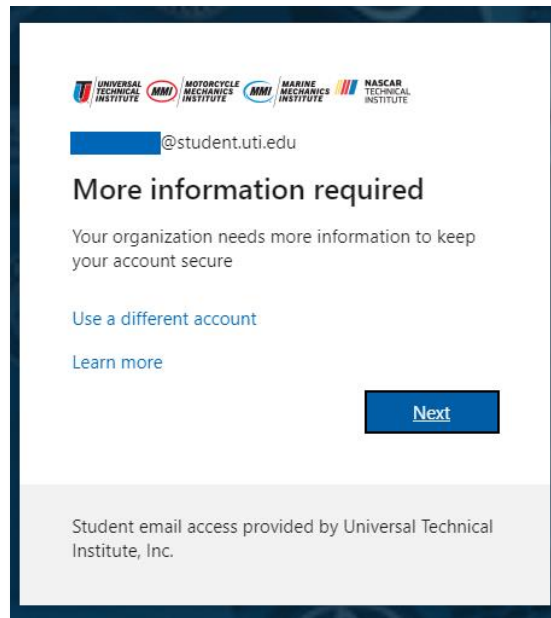 UNIVERSAL TECHNICAL INSTITUTE
MMI MOTORCYCLE MECHANICS INSTITUTE
MMI MARINE MECHANICS INSTITUTE
NASCAR TECHNICAL INSTITUTE
@student.uti.edu
More information required
Your organization needs more information to keep
your account secure
Use a different account
Learn more
Next
Student email access provided by Universal Technical
Institute, Inc.